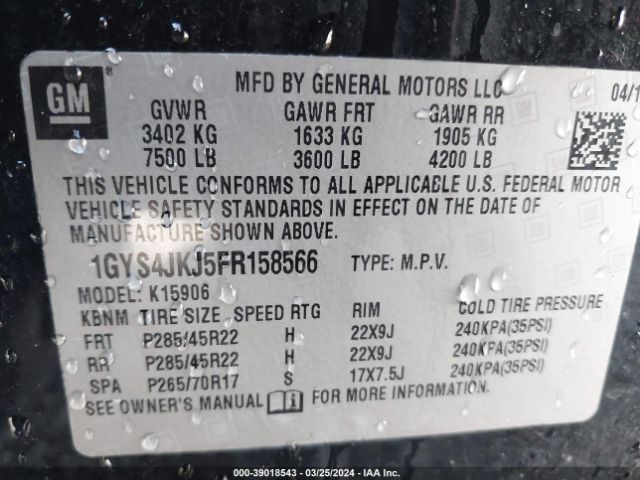 GM®
MFD BY GENERAL MOTORS LLC 04/1
GVWR GAWR FRT GAWR RR
3402 KG 1633 KG 1905 KG
7500 LB 3600 LB 4200 LB
THIS VEHICLE CONFORMS TO ALL APPLICABLE U.S. FEDERAL MOTOR
VEHICLE SAFETY STANDARDS IN EFFECT ON THE DATE OF
MANUFACTURE SHOWN ABOVE.
1GYS4JKJ5FR158566 TYPE: M.P.V.
MODEL: K15906
KBNM TIRE SIZE SPEED RTG RIM COLD TIRE PRESSURE
FRT P285/45R22 H 22X9J 240KPA(35PSI)
RR P285/45R22 H 22X9J 240KPA(35PSI)
SPA P265/70R17 S 17X7.5J 240KPA(35PSI)
SEE OWNER'S MANUAL i FOR MORE INFORMATION.
000-39018543 / 03/25/2024 - IAA Inc.